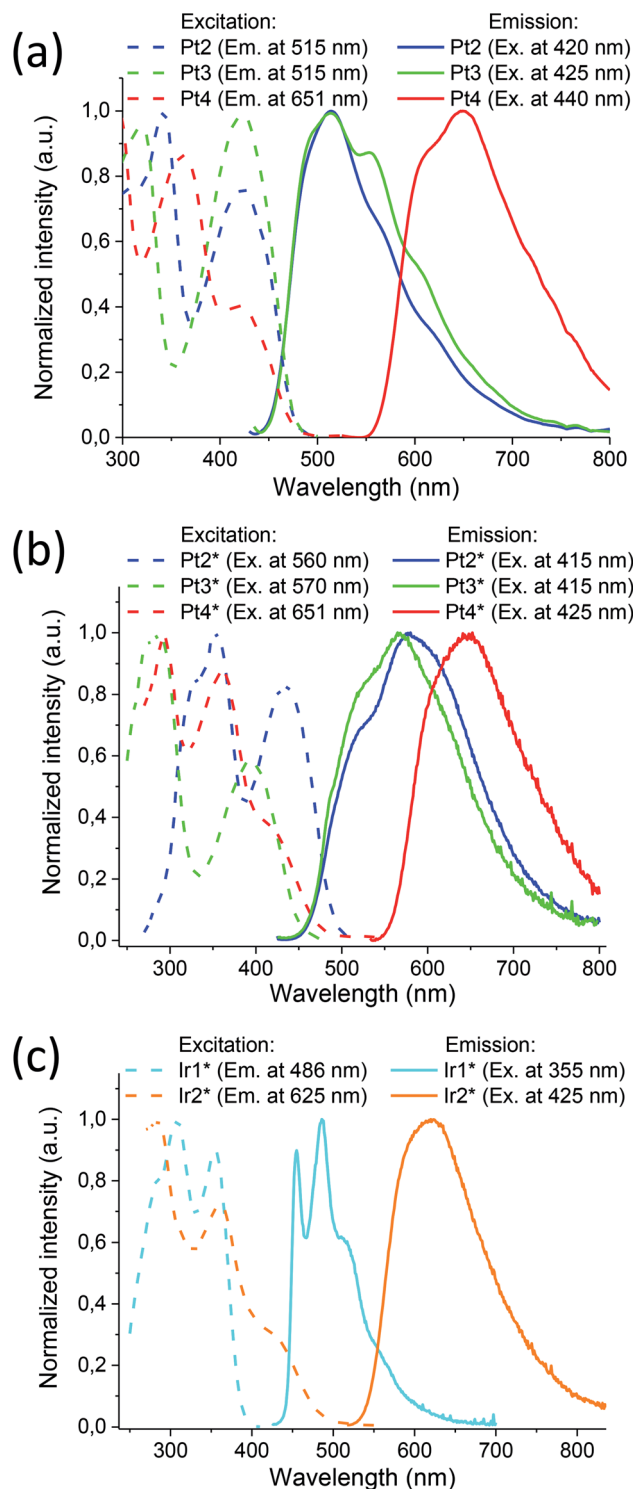 (a)
Excitation: Emission:
Pt2 (Em. at 515 nm) Pt2 (Ex. at 420 nm)
Pt3 (Em. at 515 nm) Pt3 (Ex. at 425 nm)
Pt4 (Em. at 651 nm) Pt4 (Ex. at 440 nm)
Normalized intensity (a.u.)
1,0
0,8
0,6
0,4
0,2
0,0
300 400 500 600 700 800
Wavelength (nm)
(b)
Excitation: Emission:
Pt2* (Ex. at 560 nm) Pt2* (Ex. at 415 nm)
Pt3* (Ex. at 570 nm) Pt3* (Ex. at 415 nm)
Pt4* (Ex. at 651 nm) Pt4* (Ex. at 425 nm)
Normalized intensity (a.u.)
1,0
0,8
0,6
0,4
0,2
0,0
300 400 500 600 700 800
Wavelength (nm)
(c)
Excitation: Emission:
Ir1* (Em. at 486 nm) Ir1* (Ex. at 355 nm)
Ir2* (Em. at 625 nm) Ir2* (Ex. at 425 nm)
Normalized intensity (a.u.)
1,0
0,8
0,6
0,4
0,2
0,0
300 400 500 600 700 800
Wavelength (nm)